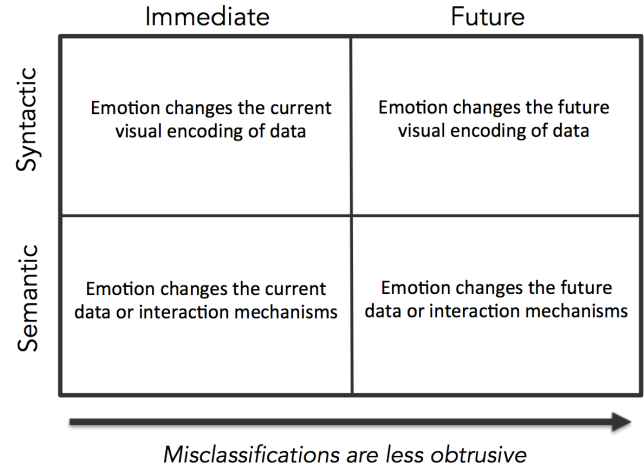 Immediate
Future
Syntactic
Emotion changes the current
visual encoding of data
Emotion changes the future
visual encoding of data
Semantic
Emotion changes the current
data or interaction mechanisms
Emotion changes the future
data or interaction mechanisms
Misclassifications are less obtrusive